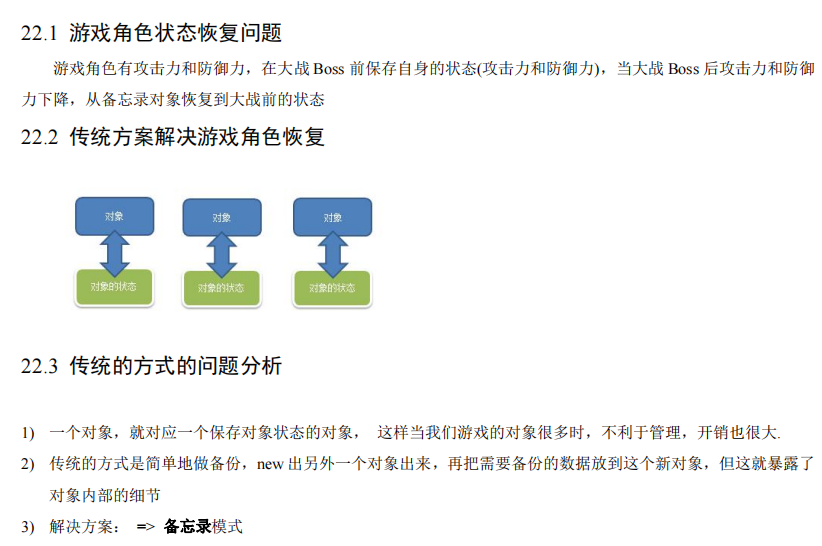 22.1 游戏角色状态恢复问题
游戏角色有攻击力和防御力，在大战 Boss 前保存自身的状态(攻击力和防御力)，当大战 Boss 后攻击力和防御
力下降，从备忘录对象恢复到大战前的状态
22.2 传统方案解决游戏角色恢复
对象 对象 对象
对象的状态 对象的状态 对象的状态
22.3 传统的方式的问题分析
1) 一个对象，就对应一个保存对象状态的对象， 这样当我们游戏的对象很多时，不利于管理，开销也很大.
2) 传统的方式是简单地做备份，new 出另外一个对象出来，再把需要备份的数据放到这个新对象，但这就暴露了
对象内部的细节
3) 解决方案： => 备忘录模式